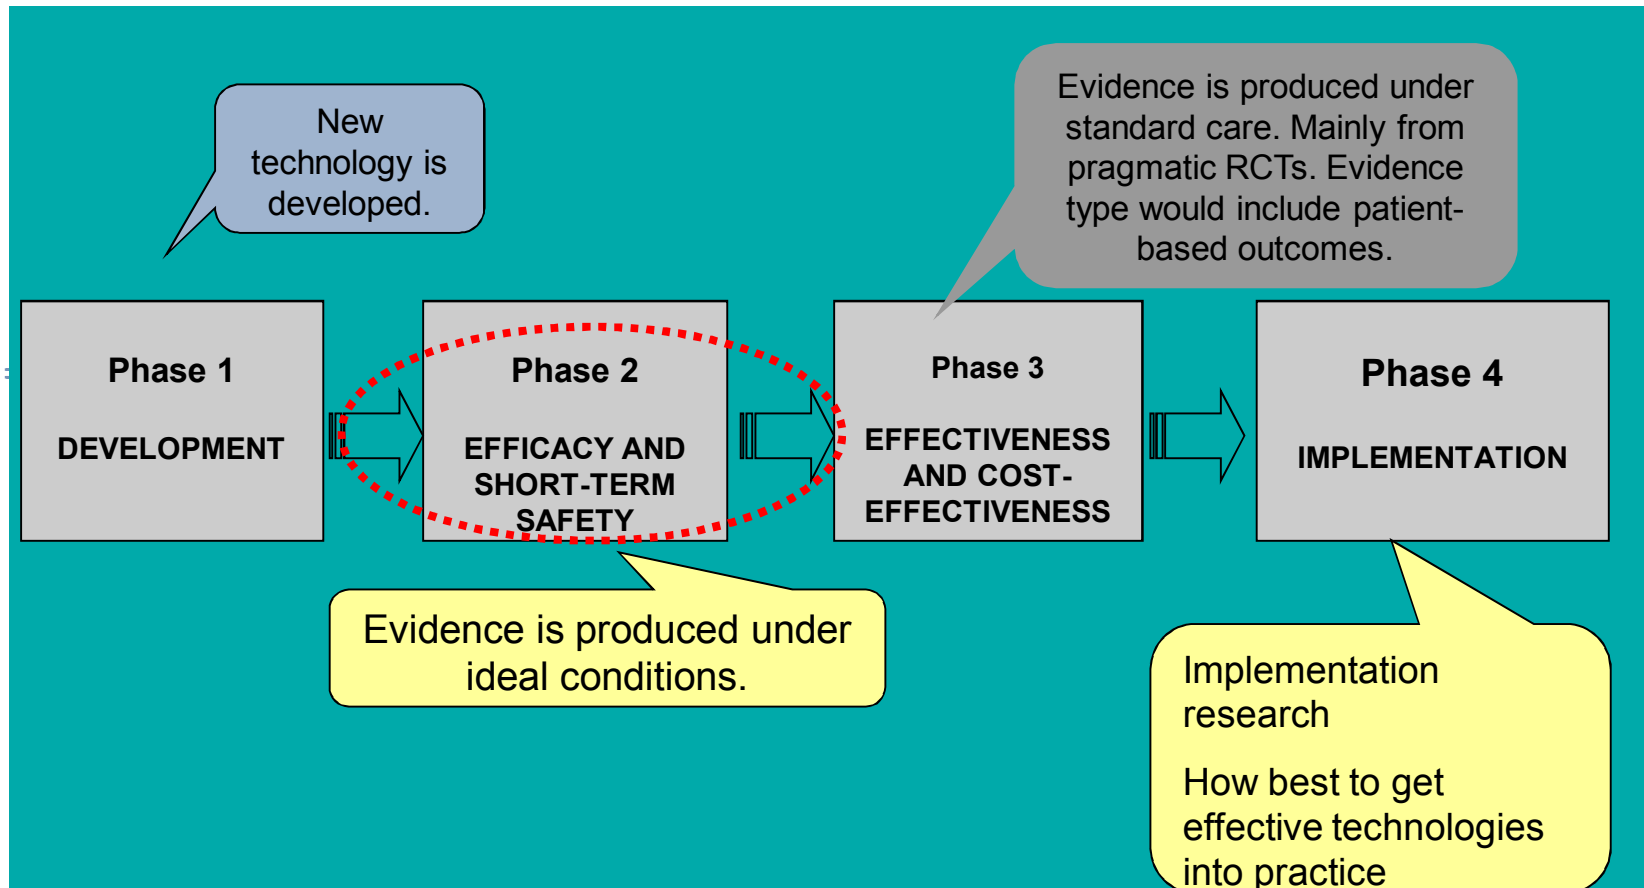 New
technology is
developed.
Evidence is produced under
standard care. Mainly from
pragmatic RCTs. Evidence
type would include patient-
based outcomes.
Phase 1
DEVELOPMENT
Phase 2
EFFICACY AND
SHORT-TERM
SAFETY
Phase 3
EFFECTIVENESS
AND COST-
EFFECTIVENESS
Phase 4
IMPLEMENTATION
Evidence is produced under
ideal conditions.
Implementation
research
How best to get
effective technologies
into practice